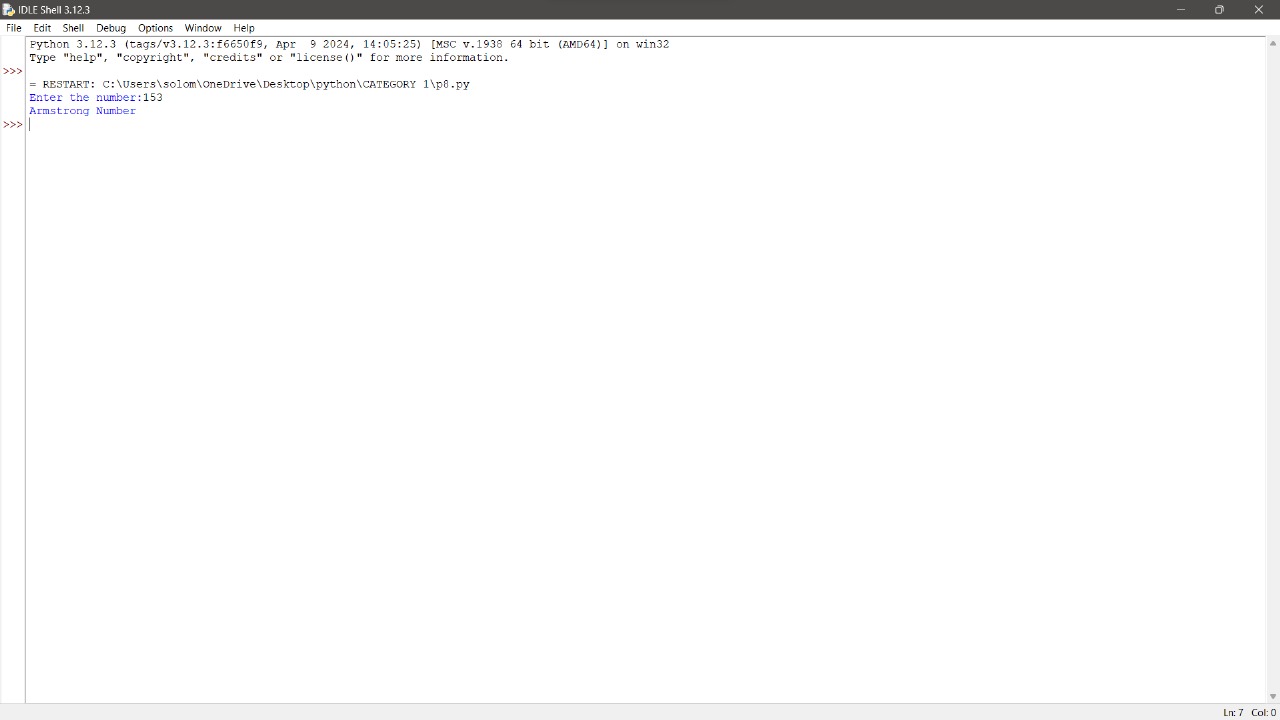 IDLE Shell 3.12.3
File Edit Shell Debug Options Window Help
Python 3.12.3 (tags/v3.12.3:f6650f9, Apr  9 2024, 14:05:25) [MSC v.1938 64 bit (AMD64)] on win32
Type "help", "copyright", "credits" or "license()" for more information.
>>>
= RESTART: C:\Users\solom\OneDrive\Desktop\python\CATEGORY 1\p8.py
Enter the number:153
Armstrong Number
>>>
Ln: 7 Col: 0